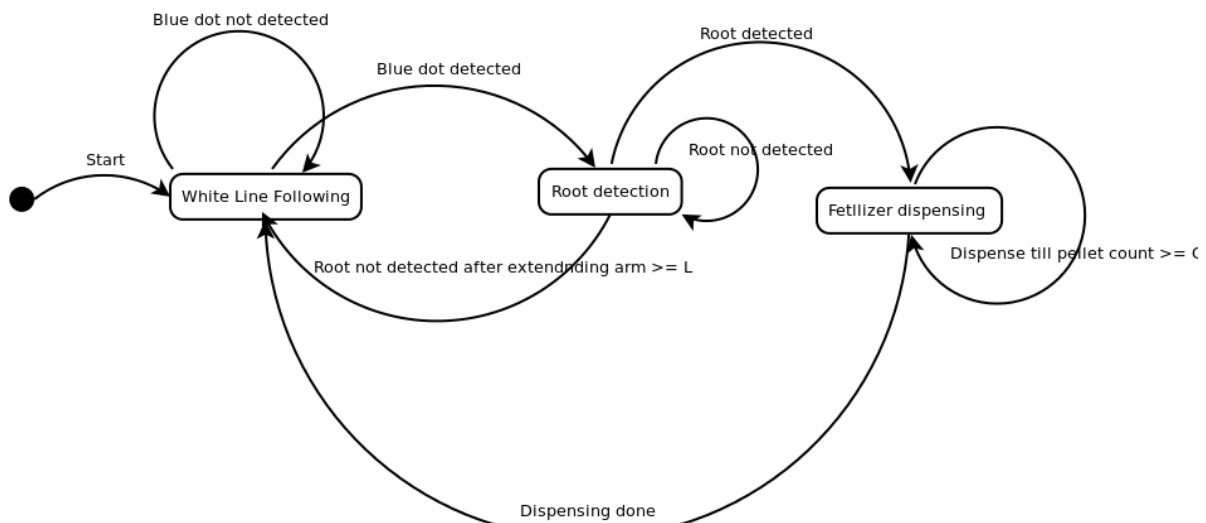 Blue dot not detected
Root detected
Blue dot detected
Start
Root not detected
White Line Following
Root detection
Fetllizer dispensing
Root not detected after extendnding arm >= L
Dispense till pellet count >=
Dispensing done